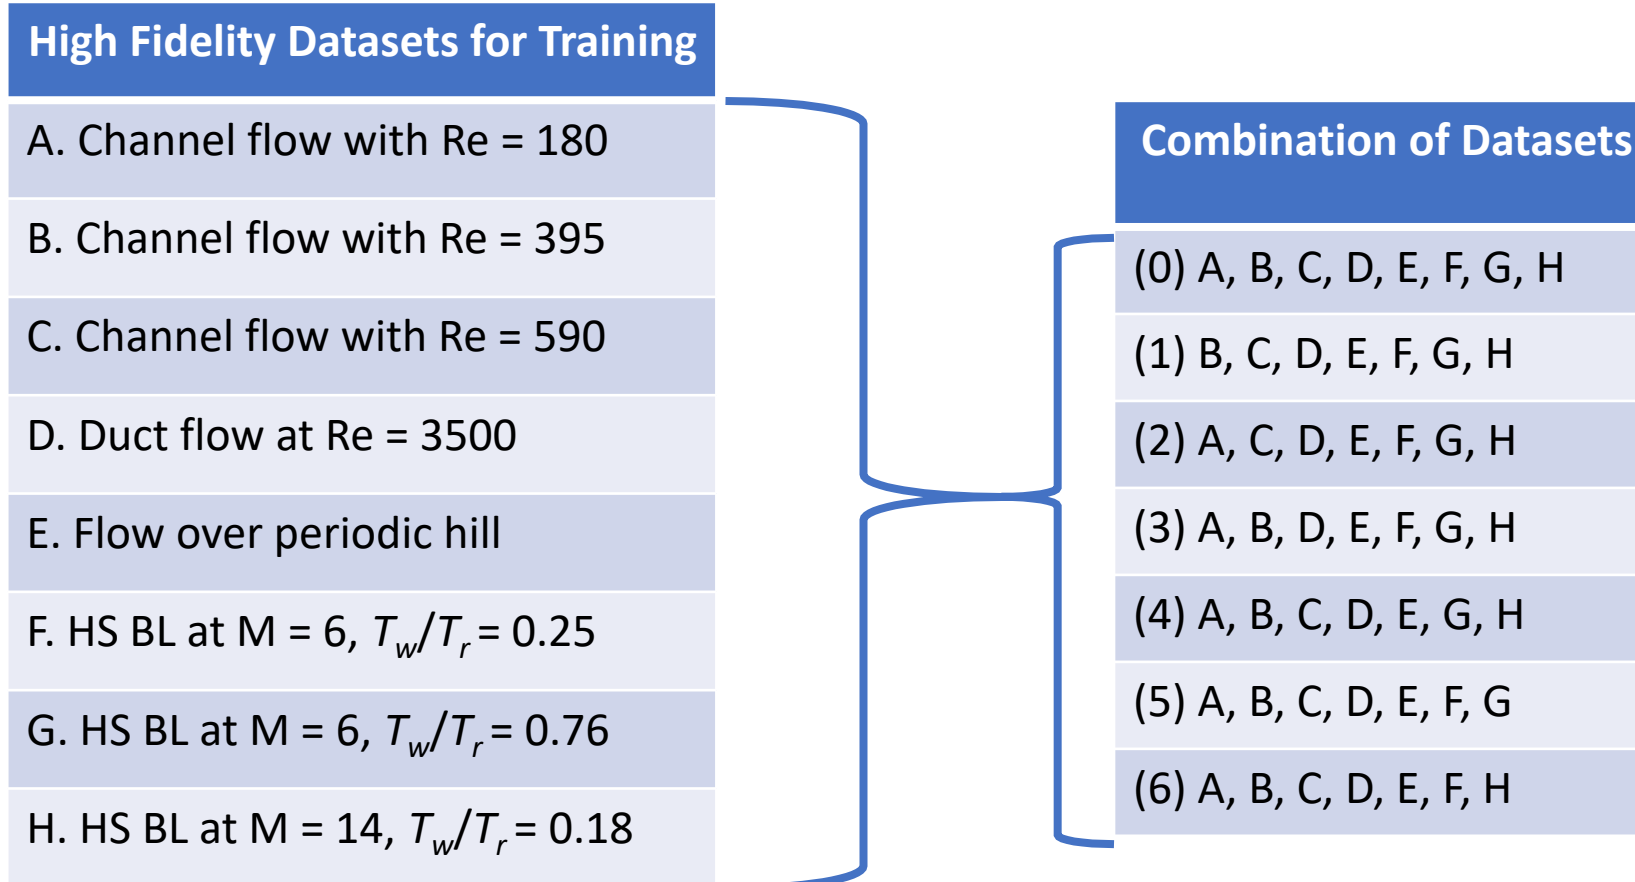 High Fidelity Datasets for Training
A. Channel flow with Re = 180
B. Channel flow with Re = 395
C. Channel flow with Re = 590
D. Duct flow at Re = 3500
E. Flow over periodic hill
F. HS BL at M = 6, Tw/Tr = 0.25
G. HS BL at M = 6, Tw/Tr = 0.76
H. HS BL at M = 14, Tw/Tr = 0.18
Combination of Datasets
(0) A, B, C, D, E, F, G, H
(1) B, C, D, E, F, G, H
(2) A, C, D, E, F, G, H
(3) A, B, D, E, F, G, H
(4) A, B, C, D, E, G, H
(5) A, B, C, D, E, F, G
(6) A, B, C, D, E, F, H